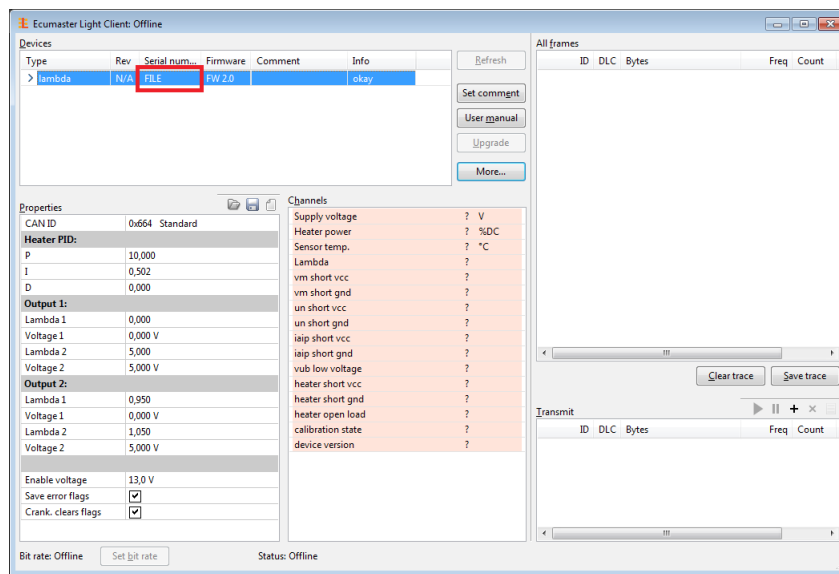 Ecumaster Light Client: Offline
Devices
Type Rev Serial num... Firmware Comment Info
lambda N/A FILE FW 2.0 okay
Refresh
Set comment
User manual
Upgrade
More...
Properties
CAN ID 0x664 Standard
Heater PID:
P 10,000
I 0,502
D 0,000
Output 1:
Lambda 1 0,000
Voltage 1 0,000 V
Lambda 2 5,000
Voltage 2 5,000 V
Output 2:
Lambda 1 0,950
Voltage 1 0,000 V
Lambda 2 1,050
Voltage 2 5,000 V
Enable voltage 13,0 V
Save error flags
Crank. clears flags
Channels
Supply voltage ? V
Heater power ? %DC
Sensor temp. ? °C
Lambda ?
vm short vcc ?
vm short gnd ?
un short vcc ?
un short gnd ?
iaip short vcc ?
iaip short gnd ?
vub low voltage ?
heater short vcc ?
heater short gnd ?
heater open load ?
calibration state ?
device version ?
All frames
ID DLC Bytes Freq Count
Clear trace Save trace
Transmit
ID DLC Bytes Freq Count
Bit rate: Offline Set bit rate Status: Offline